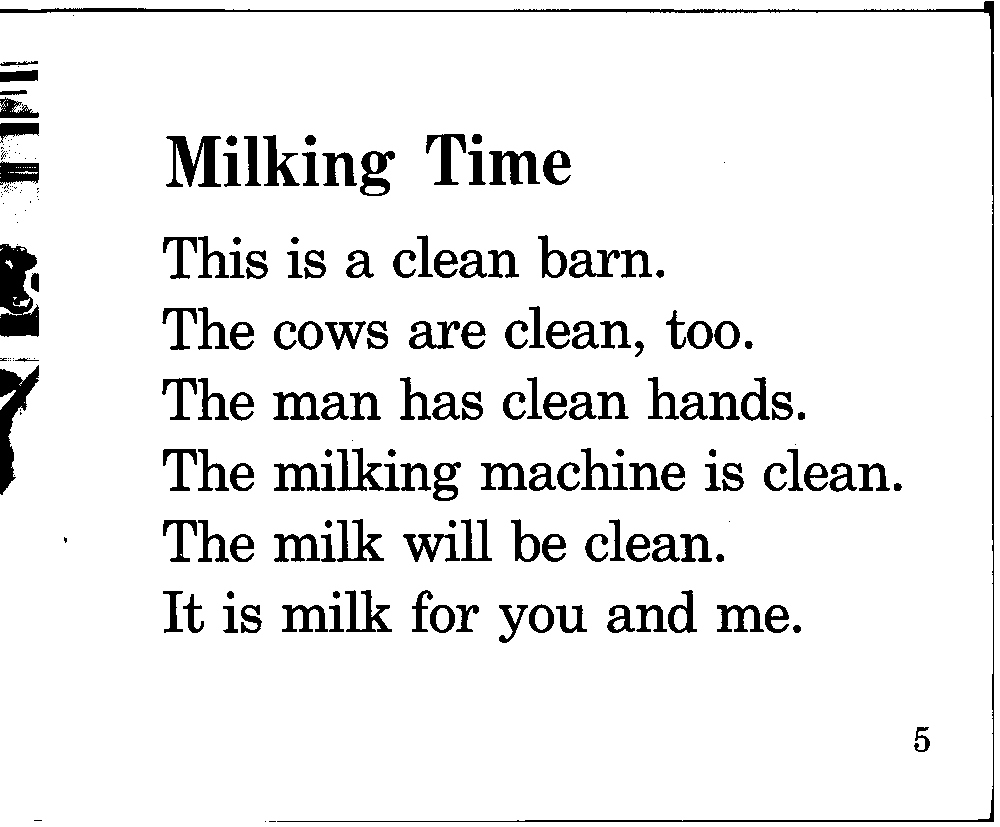 Milking Time
This is a clean barn.
The cows are clean, too.
The man has clean hands.
The milking machine is clean.
The milk will be clean.
It is milk for you and me.
5